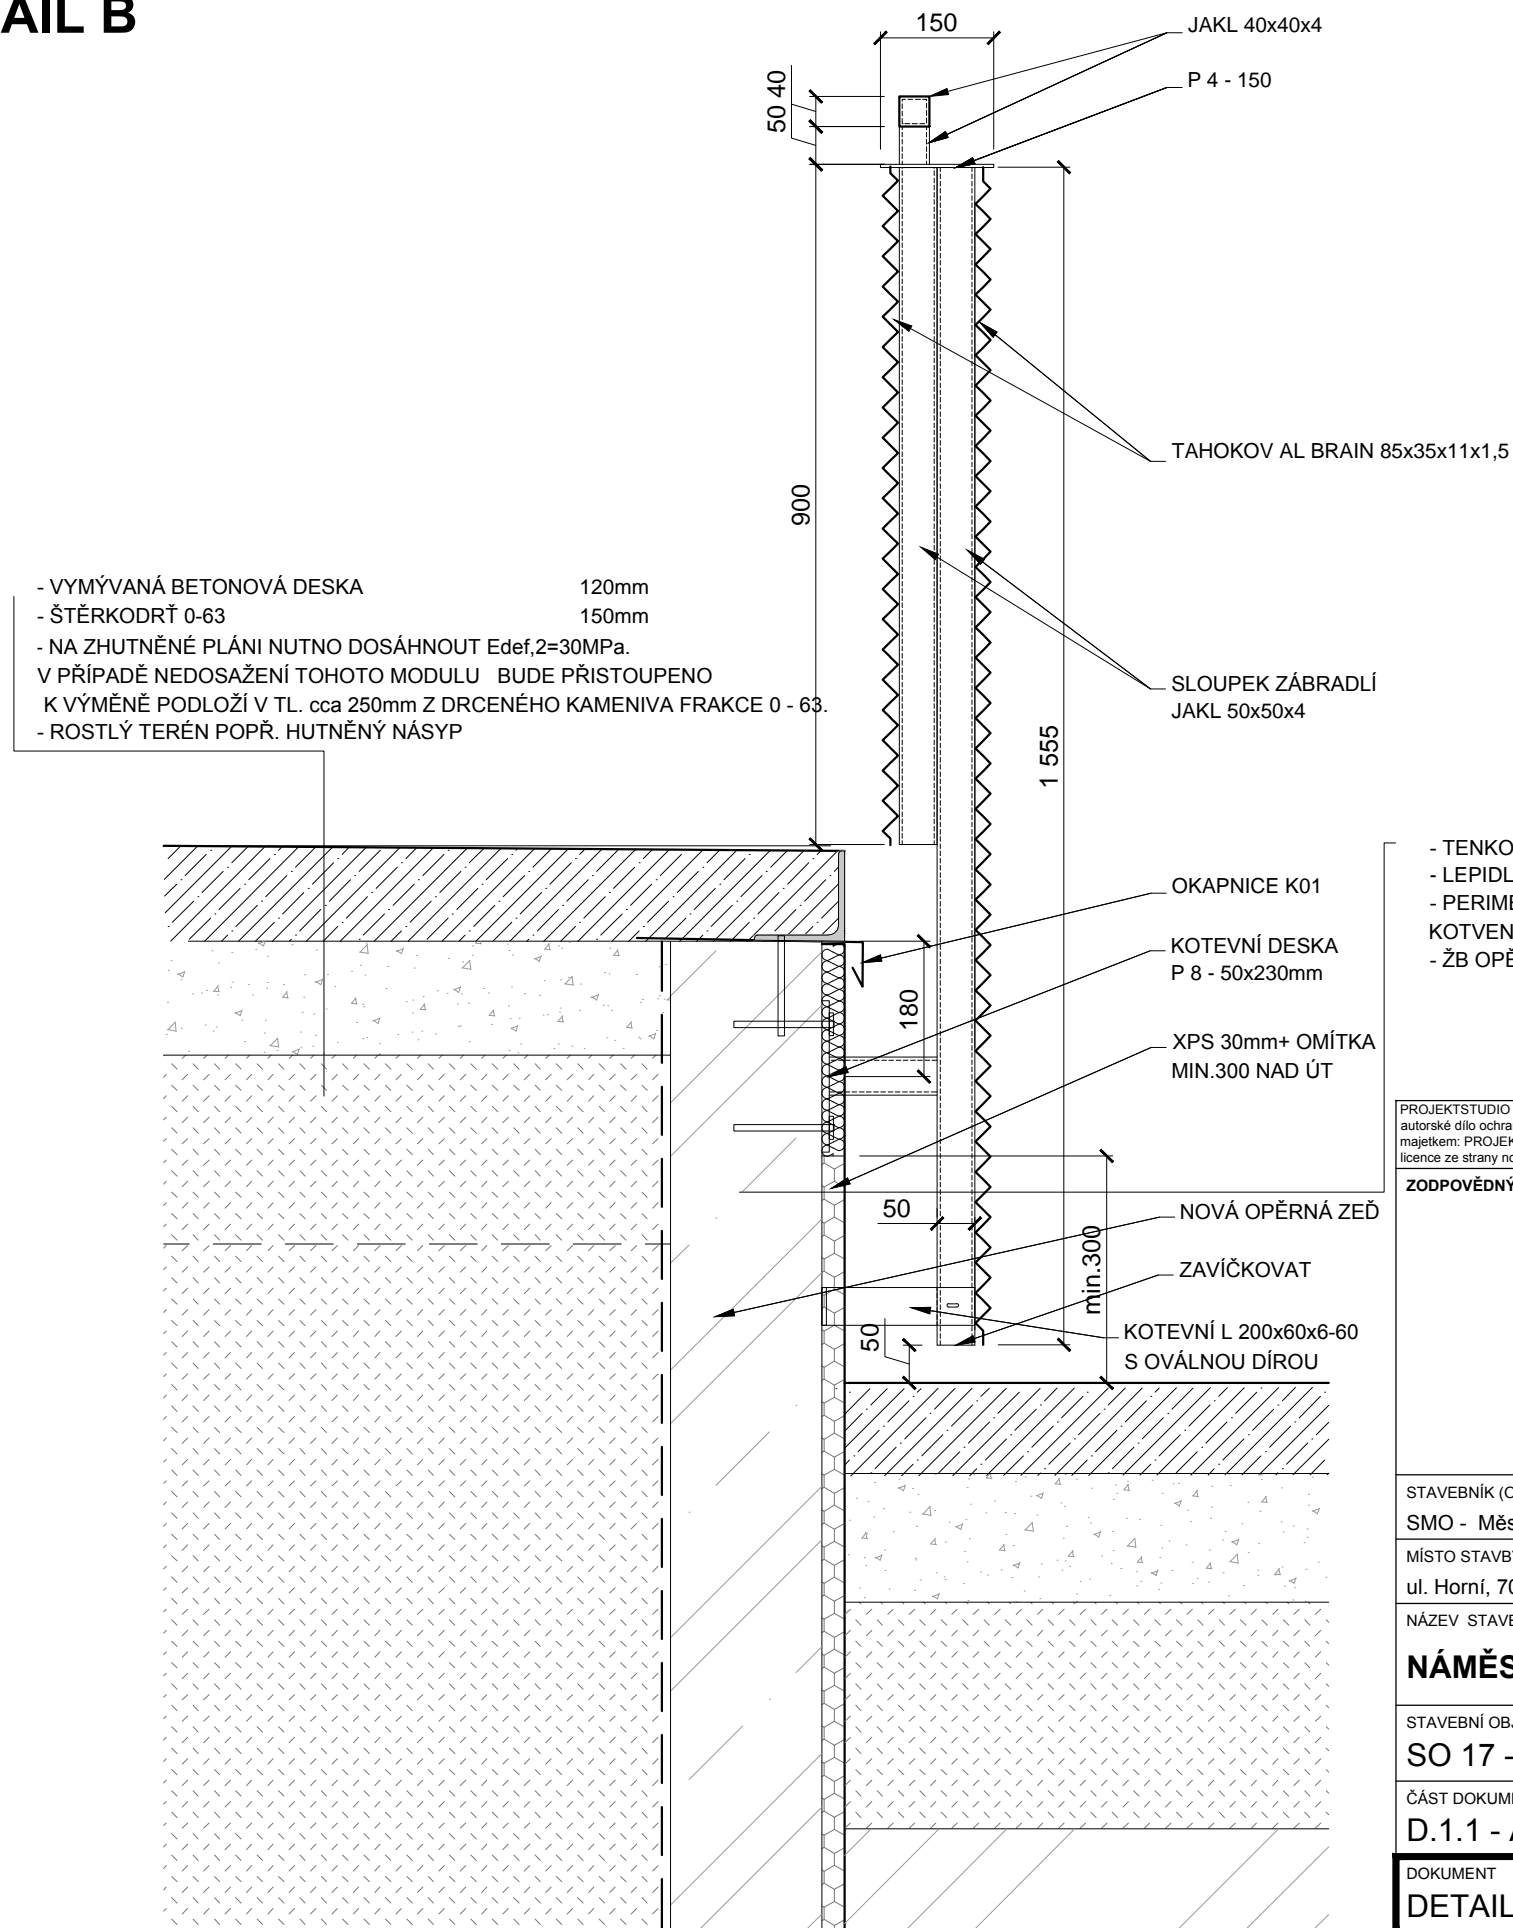 AIL B
150
JAKL 40x40x4
P 4 - 150
50 40
900
1 555
TAHOKOV AL BRAIN 85x35x11x1,5
- VYMÝVANÁ BETONOVÁ DESKA 120mm
- ŠTĚRKODRŤ 0-63 150mm
- NA ZHUTNĚNÉ PLÁNI NUTNO DOSÁHNOUT Edef,2=30MPa.
V PŘÍPADĚ NEDOSAŽENÍ TOHOTO MODULU BUDE PŘISTOUPENO
K VÝMĚNĚ PODLOŽÍ V TL. cca 250mm Z DRCENÉHO KAMENIVA FRAKCE 0 - 63.
- ROSTLÝ TERÉN POPŘ. HUTNĚNÝ NÁSYP
SLOUPEK ZÁBRADLÍ
JAKL 50x50x4
OKAPNICE K01
KOTEVNÍ DESKA
P 8 - 50x230mm
180
XPS 30mm+ OMÍTKA
MIN.300 NAD ÚT
50
NOVÁ OPĚRNÁ ZEĎ
min.300
ZAVÍČKOVAT
50
KOTEVNÍ L 200x60x6-60
S OVÁLNOU DÍROU
- TENKO
- LEPIDL
- PERIME
KOTVEN
- ŽB OPĚ
PROJEKTSTUDIO
autorské dílo ochra
majetkem: PROJEK
licence ze strany no
ZODPOVĚDNÝ
STAVEBNÍK (O
SMO - Měs
MÍSTO STAVBY
ul. Horní, 70
NÁZEV STAVE
NÁMĚS
STAVEBNÍ OBJ
SO 17 -
ČÁST DOKUM
D.1.1 - A
DOKUMENT
DETAIL